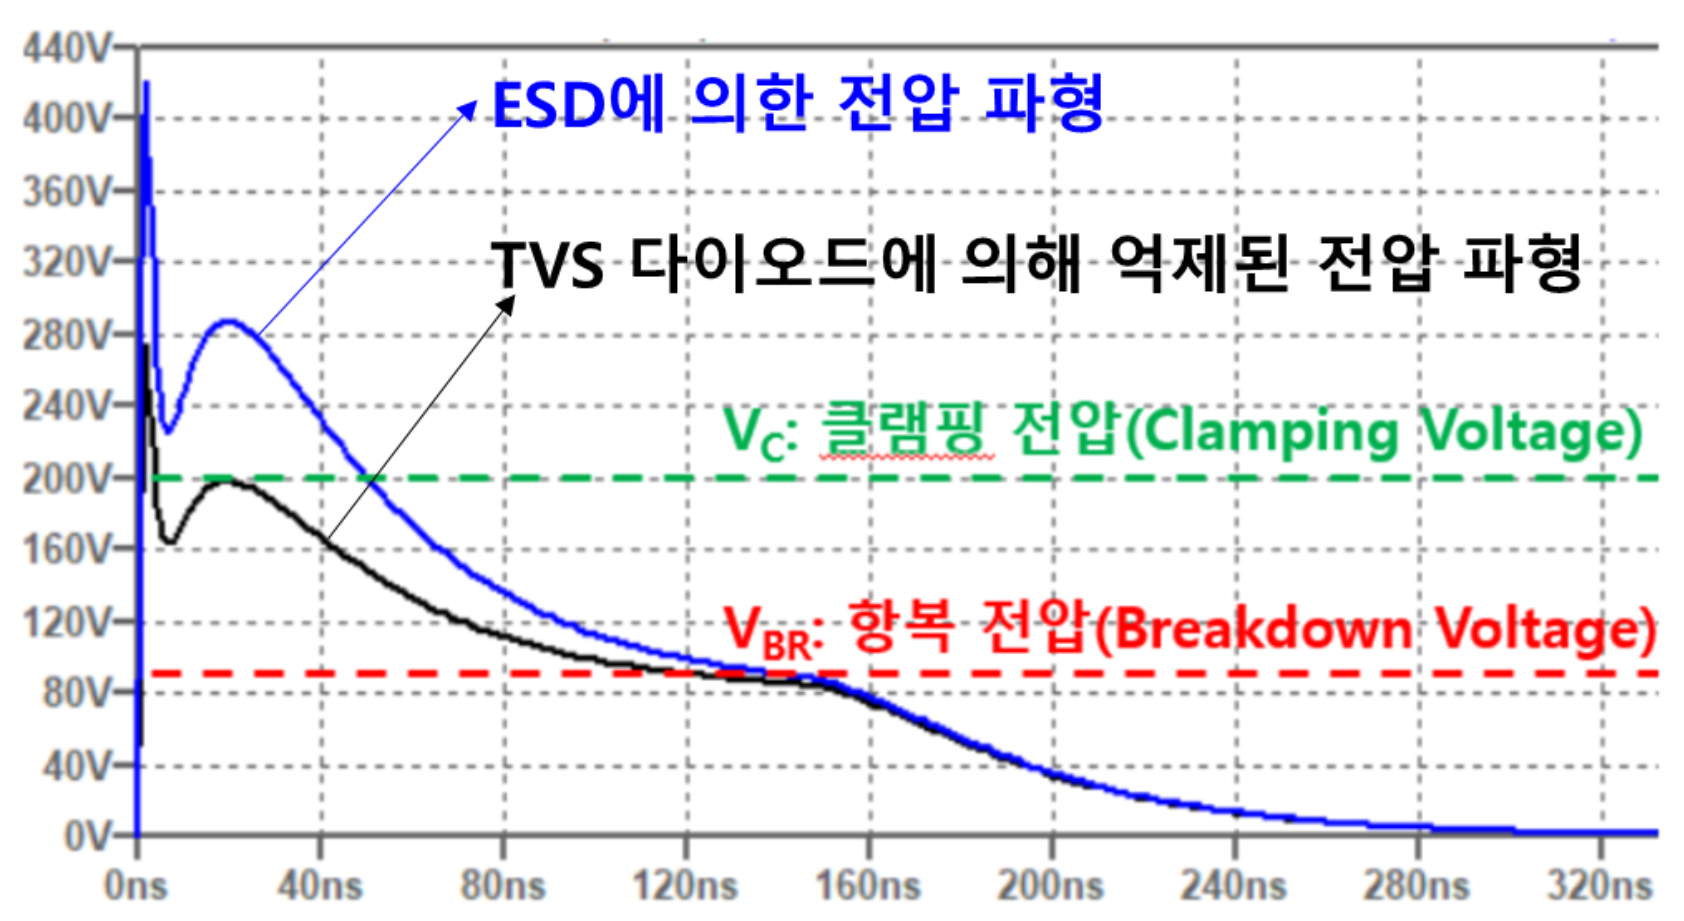 440V
400V
360V
320V
280V
240V
200V
160V
120V
80V
40V
0V
ESD에 의한 전압 파형
TVS 다이오드에 의해 억제된 전압 파형
VC: 클램핑 전압(Clamping Voltage)
VBR: 항복 전압(Breakdown Voltage)
0ns 40ns 80ns 120ns 160ns 200ns 240ns 280ns 320ns